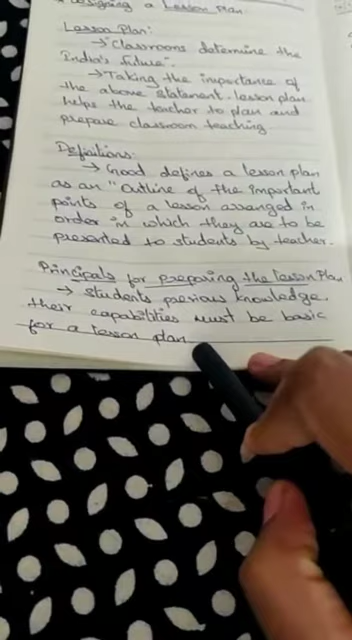 Designing a Lesson Plan
Lesson Plan:
→ "Classrooms determine the
India's future".
→ Taking the importance of
the above statement. lesson plan
helps the teacher to plan and
prepare classroom teaching
Definitions:
→ Good defines a lesson plan
as an "outline of the important
points of a lesson arranged in
order in which they are to be
presented to students by teacher.
Principals for preparing the lesson Plan
→ Students previous knowledge,
their capabilities must be basic
for a lesson plan